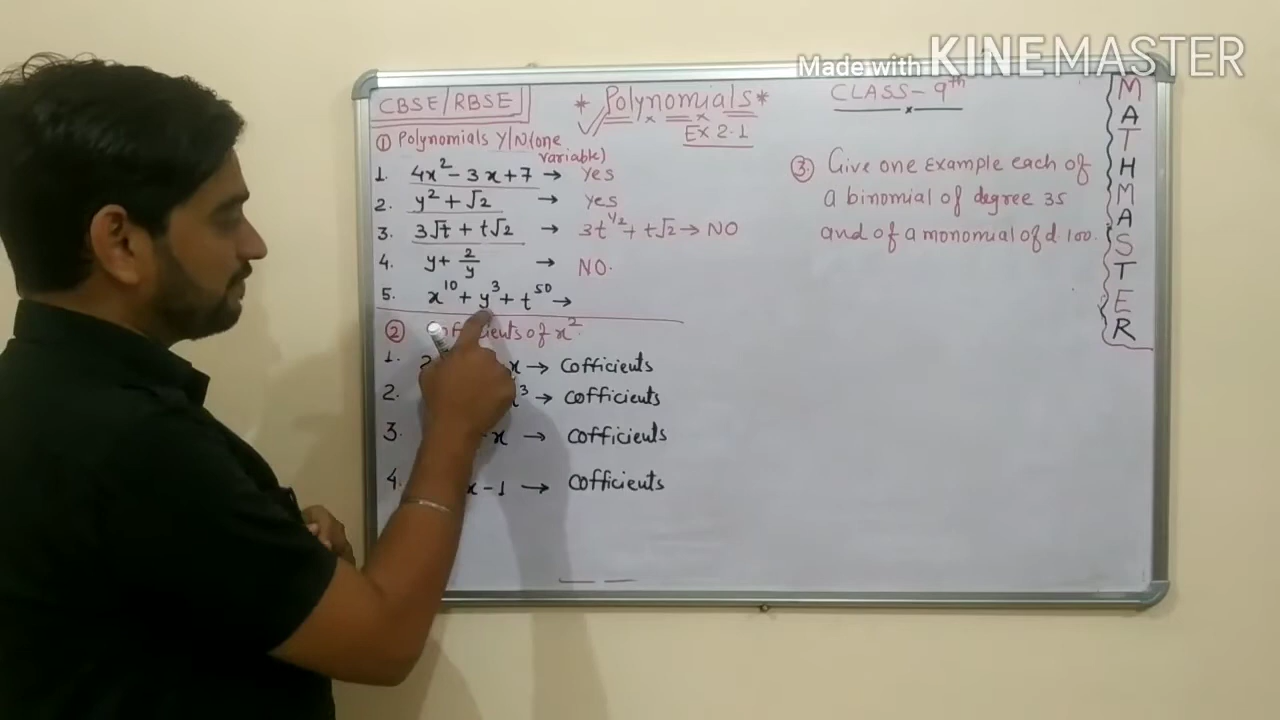 Made with KINEMASTER
CBSE/RBSE
* Polynomials *
CLASS - 9th
Ex 2.1
① Polynomials Y/N (one variable)
1. 4x² - 3x + 7 → Yes
2. y² + √2 → Yes
3. 3√t + t√2 → 3t^1/2 + t√2 → NO
4. y + 2/y → NO.
5. x¹⁰ + y³ + t⁵⁰ →
② of x²
1. x → Cofficients
2. ³ → Cofficients
3. - x → Cofficients
4. x - 1 → Cofficients
③. Give one example each of
a binomial of degree 35
and of a monomial of d 100.
MATHMASTER